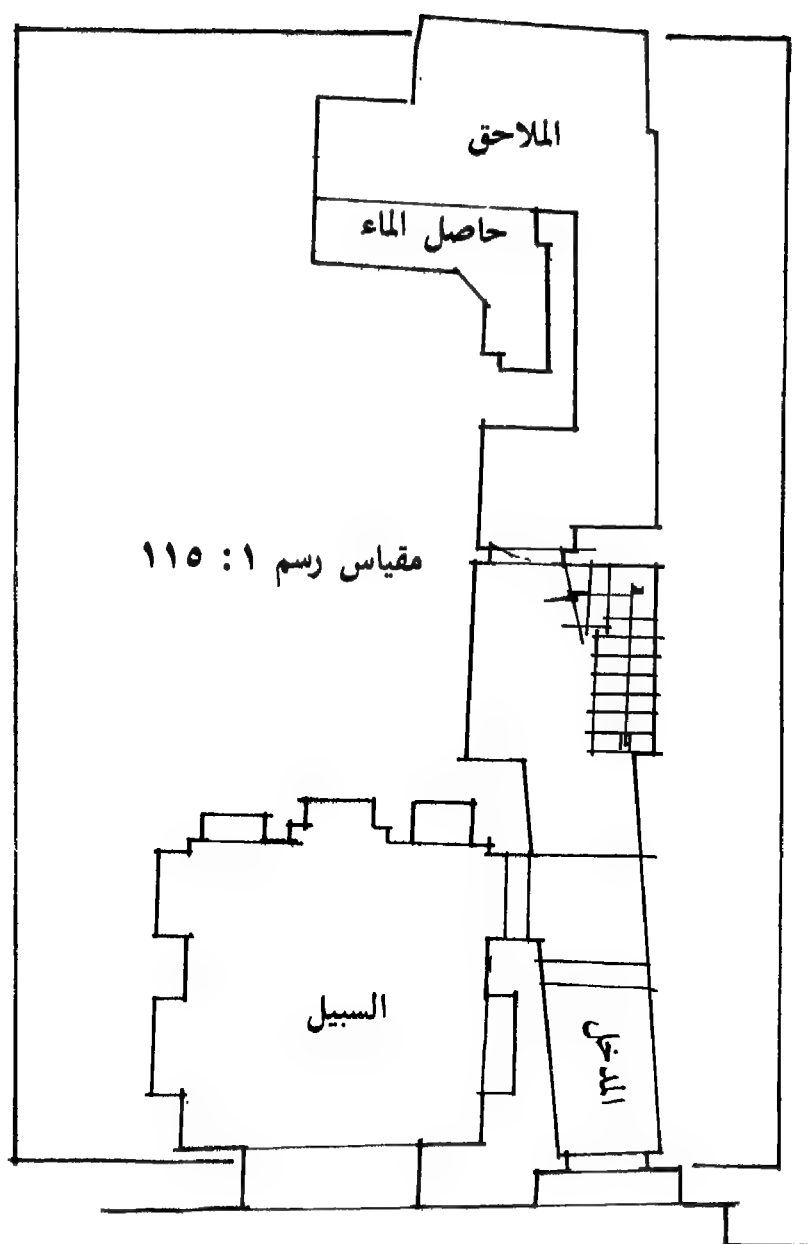 الملاحق
حاصل الماء
مقياس رسم ١: ١١٥
السبيل
المدخل